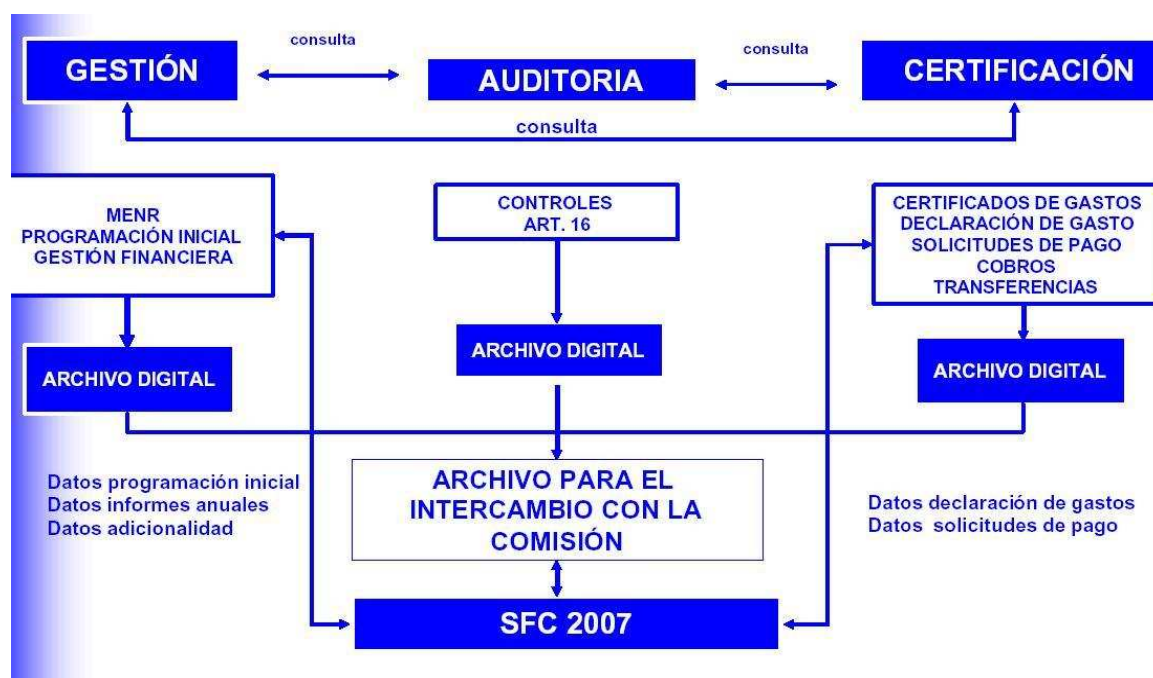 consulta
consulta
GESTIÓN
AUDITORIA
CERTIFICACIÓN
consulta
MENR
PROGRAMACIÓN INICIAL
GESTIÓN FINANCIERA
CONTROLES
ART. 16
CERTIFICADOS DE GASTOS
DECLARACIÓN DE GASTO
SOLICITUDES DE PAGO
COBROS
TRANSFERENCIAS
ARCHIVO DIGITAL
ARCHIVO DIGITAL
ARCHIVO DIGITAL
Datos programación inicial
Datos informes anuales
Datos adicionalidad
ARCHIVO PARA EL
INTERCAMBIO CON LA
COMISIÓN
Datos declaración de gastos
Datos solicitudes de pago
SFC 2007